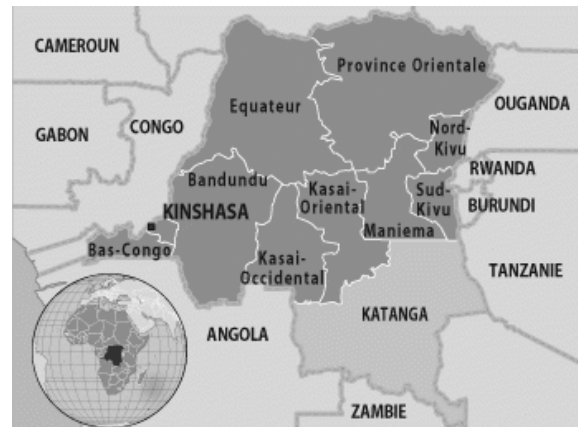 CAMEROUN
Province Orientale
Equateur
OUGANDA
GABON
CONGO
Nord-
Kivu
RWANDA
Bandundu
Kasai-
Oriental
Sud-
Kivu
BURUNDI
KINSHASA
Maniema
Bas-Congo
Kasai-
Occidental
TANZANIE
ANGOLA
KATANGA
ZAMBIE